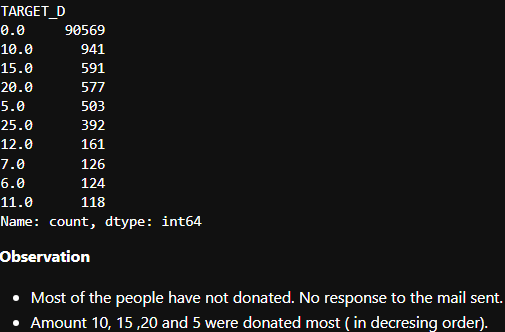 TARGET_D
0.0 90569
10.0 941
15.0 591
20.0 577
5.0 503
25.0 392
12.0 161
7.0 126
6.0 124
11.0 118
Name: count, dtype: int64
Observation
• Most of the people have not donated. No response to the mail sent.
• Amount 10, 15 ,20 and 5 were donated most ( in decresing order).